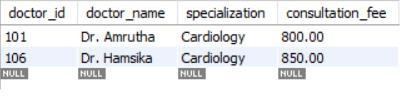 doctor_id doctor_name specialization consultation_fee
101 Dr. Amrutha Cardiology 800.00
106 Dr. Hamsika Cardiology 850.00
NULL NULL NULL NULL